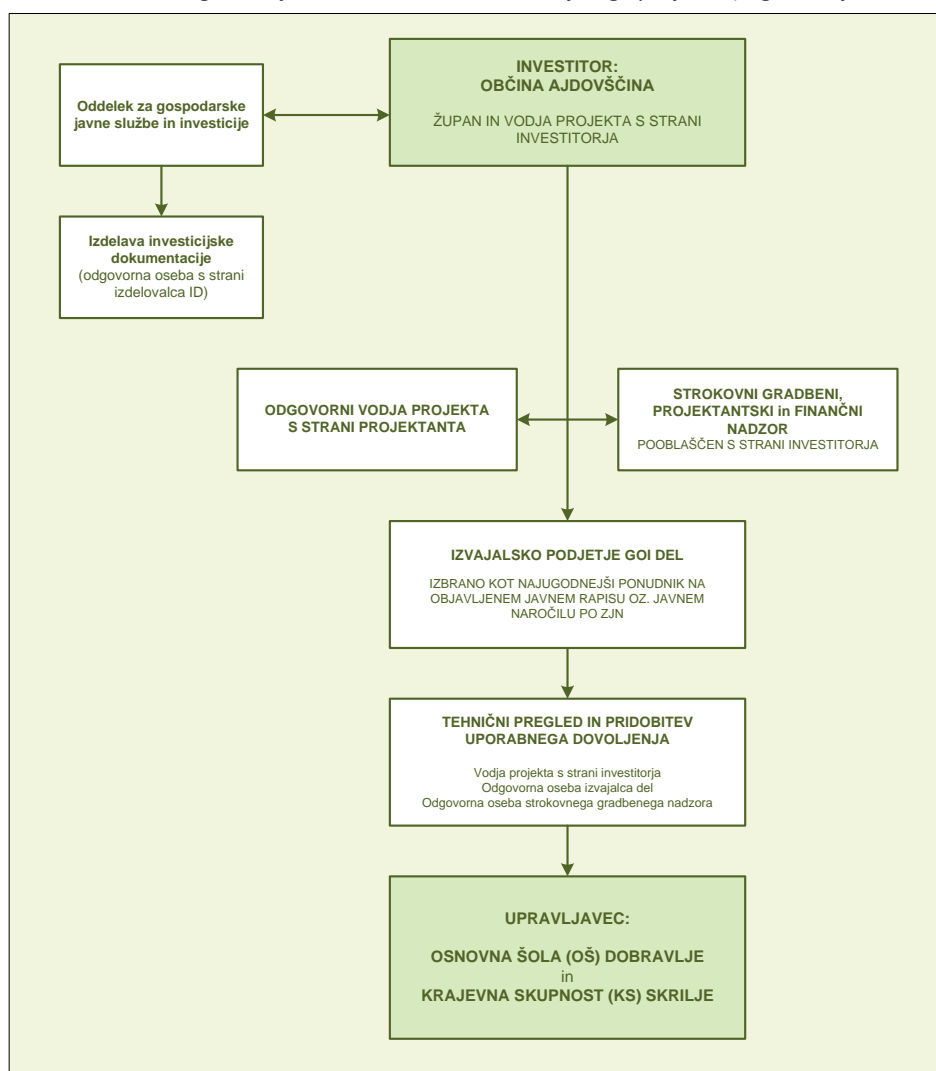 INVESTITOR:
OBČINA AJDOVŠČINA
ŽUPAN IN VODJA PROJEKTA S STRANI
INVESTITORJA
Oddelek za gospodarske
javne službe in investicije
Izdelava investicijske
dokumentacije
(odgovorna oseba s strani
izdelovalca ID)
ODGOVORNI VODJA PROJEKTA
S STRANI PROJEKTANTA
STROKOVNI GRADBENI,
PROJEKTANTSKI in FINANČNI
NADZOR
POOBLAŠČEN S STRANI INVESTITORJA
IZVAJALSKO PODJETJE GOI DEL
IZBRANO KOT NAJUGODNEJŠI PONUDNIK NA
OBJAVLJENEM JAVNEM RAPISU OZ. JAVNEM
NAROČILU PO ZJN
TEHNIČNI PREGLED IN PRIDOBITEV
UPORABNEGA DOVOLJENJA
Vodja projekta s strani investitorja
Odgovorna oseba izvajalca del
Odgovorna oseba strokovnega gradbenega nadzora
UPRAVLJAVEC:
OSNOVNA ŠOLA (OŠ) DOBRAVLJE
in
KRAJEVNA SKUPNOST (KS) SKRILJE